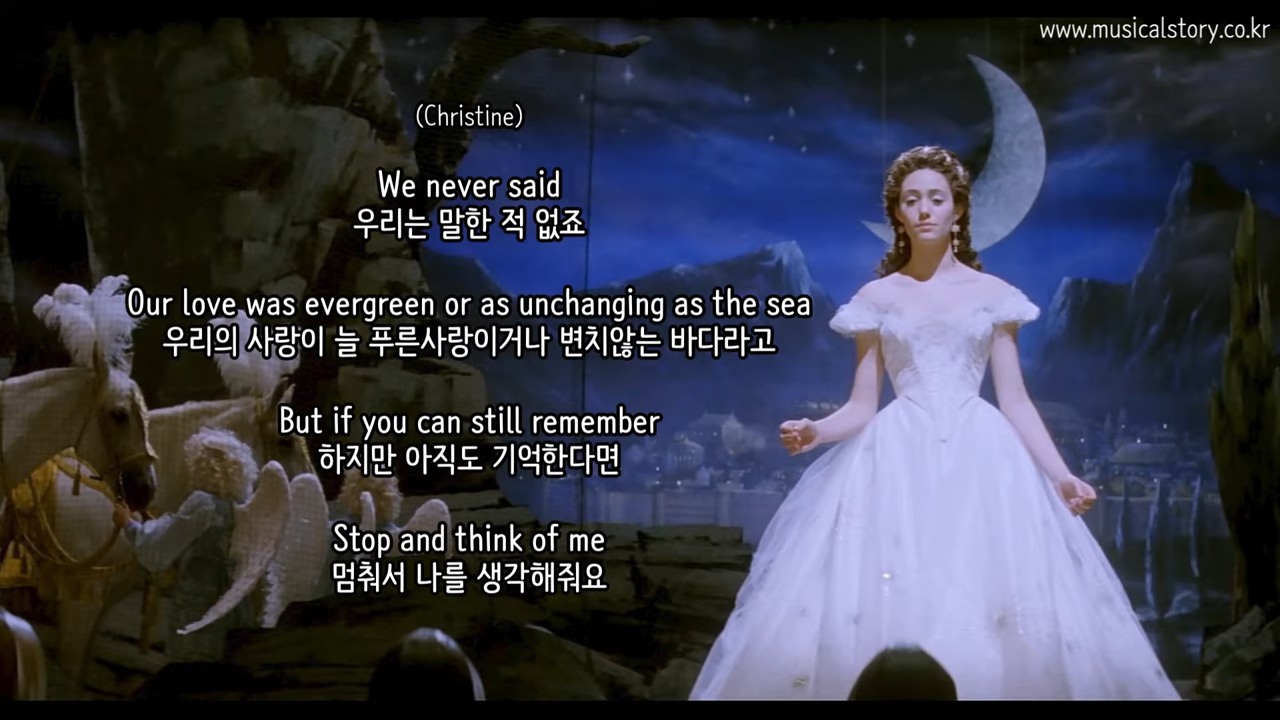 www.musicalstory.co.kr
(Christine)
We never said
우리는 말한 적 없죠
Our love was evergreen or as unchanging as the sea
우리의 사랑이 늘 푸른사랑이거나 변치않는 바다라고
But if you can still remember
하지만 아직도 기억한다면
Stop and think of me
멈춰서 나를 생각해줘요